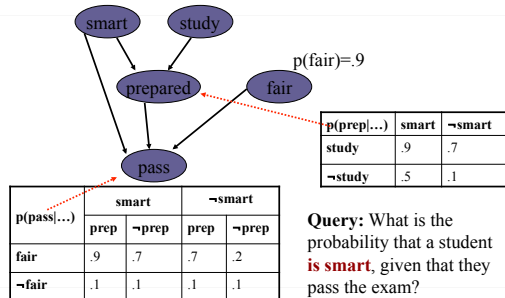 smart study
p(fair)=.9
prepared fair
p(prep|…) smart ¬smart
study .9 .7
¬study .5 .1
pass
p(pass|…) smart ¬smart
prep ¬prep prep ¬prep
fair .9 .7 .7 .2
¬fair .1 .1 .1 .1
Query: What is the
probability that a student
is smart, given that they
pass the exam?